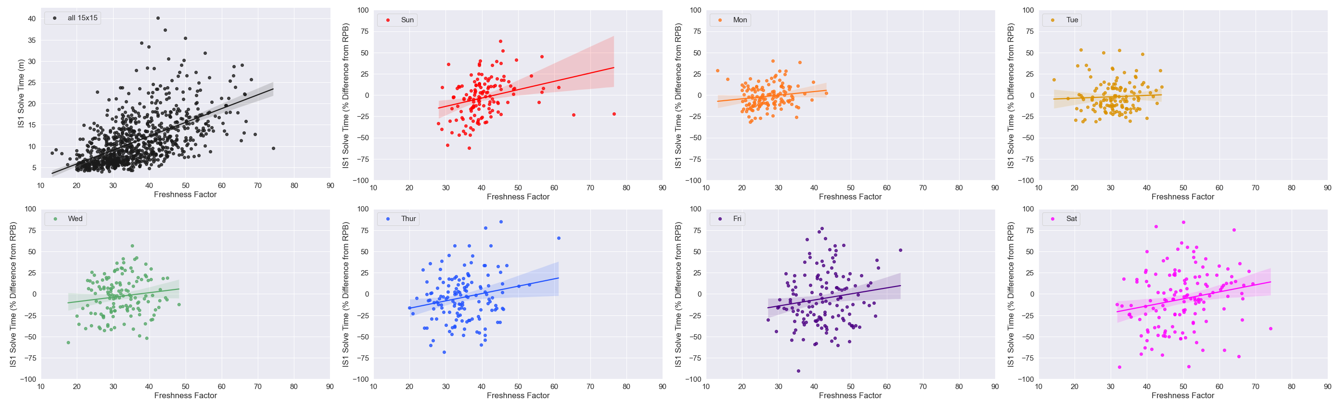 all 15x15
IS1 Solve Time (m)
40
35
30
25
20
15
10
5
10 20 30 40 50 60 70 80 90
Freshness Factor
Sun
IS1 Solve Time (% Difference from RPB)
100
75
50
25
0
−25
−50
−75
−100
10 20 30 40 50 60 70 80 90
Freshness Factor
Mon
IS1 Solve Time (% Difference from RPB)
100
75
50
25
0
−25
−50
−75
−100
10 20 30 40 50 60 70 80 90
Freshness Factor
Tue
IS1 Solve Time (% Difference from RPB)
100
75
50
25
0
−25
−50
−75
−100
10 20 30 40 50 60 70 80 90
Freshness Factor
Wed
IS1 Solve Time (% Difference from RPB)
100
75
50
25
0
−25
−50
−75
−100
10 20 30 40 50 60 70 80 90
Freshness Factor
Thur
IS1 Solve Time (% Difference from RPB)
100
75
50
25
0
−25
−50
−75
−100
10 20 30 40 50 60 70 80 90
Freshness Factor
Fri
IS1 Solve Time (% Difference from RPB)
100
75
50
25
0
−25
−50
−75
−100
10 20 30 40 50 60 70 80 90
Freshness Factor
Sat
IS1 Solve Time (% Difference from RPB)
100
75
50
25
0
−25
−50
−75
−100
10 20 30 40 50 60 70 80 90
Freshness Factor